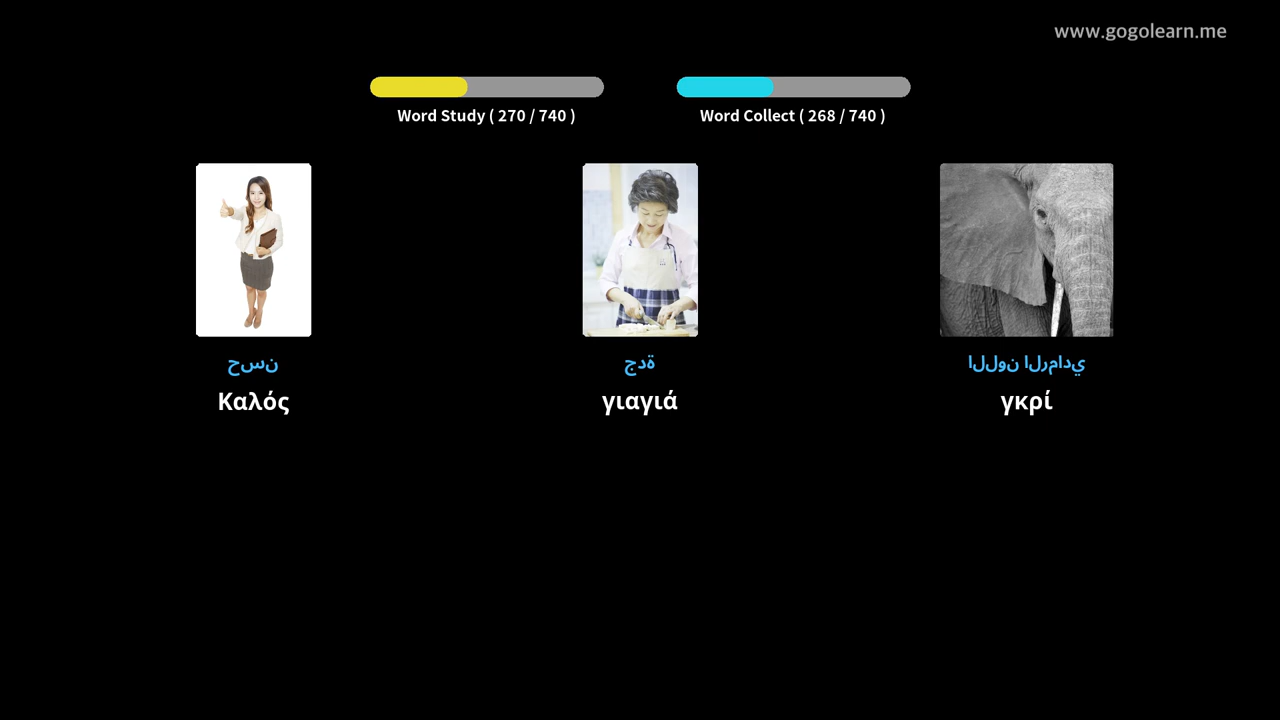 www.gogolearn.me
Word Study ( 270 / 740 )
Word Collect ( 268 / 740 )
حسن
Καλός
جدة
γιαγιά
اللون الرمادي
γκρί